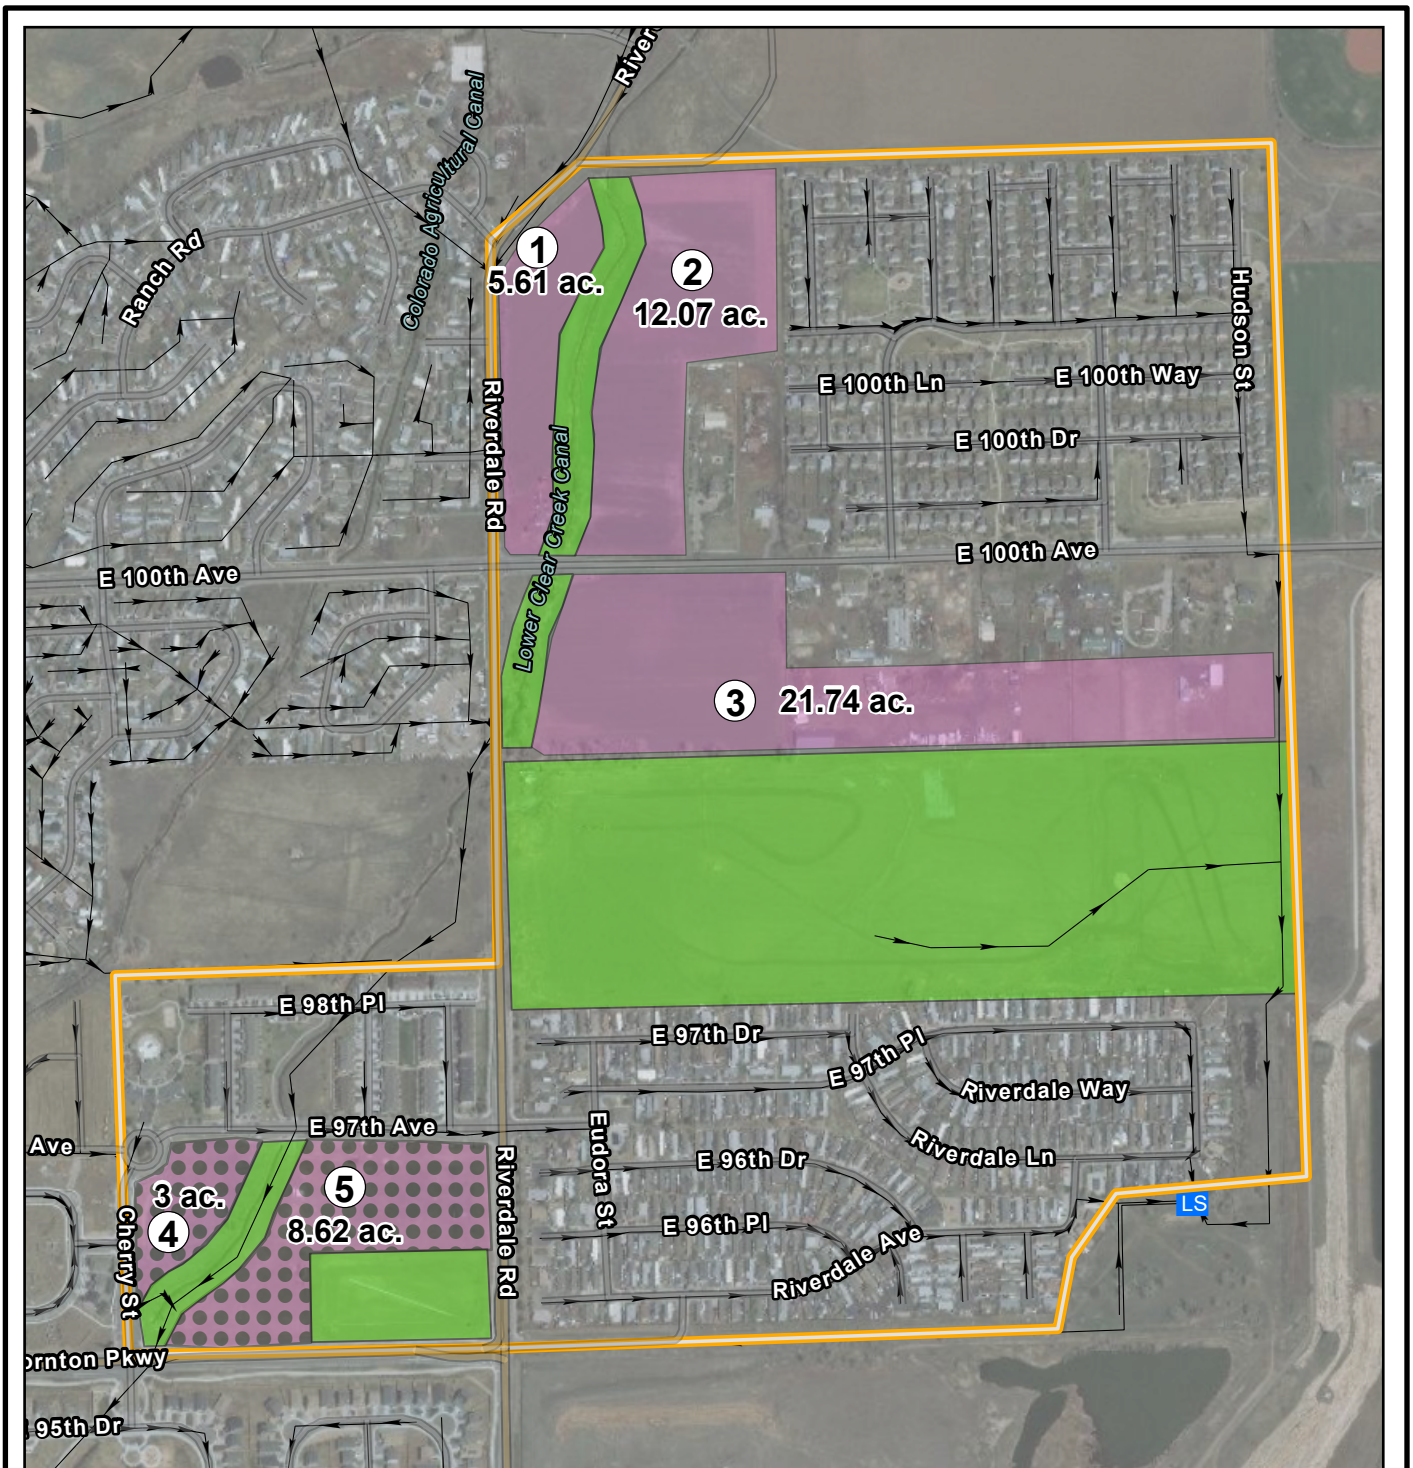 River
Colorado Agricultural Canal
Ranch Rd
1
5.61 ac.
2
12.07 ac.
Hudson St
E 100th Ln
E 100th Way
Riverdale Rd
E 100th Dr
Lower Clear Creek Canal
E 100th Ave
E 100th Ave
3
21.74 ac.
E 98th Pl
E 97th Dr
E 97th Pl
Riverdale Way
E 97th Ave
Ave
Eudora St
Riverdale Rd
Riverdale Ln
E 96th Dr
5
3 ac.
4
8.62 ac.
Cherry St
E 96th Pl
LS
Riverdale Ave
ornton Pkwy
95th Dr